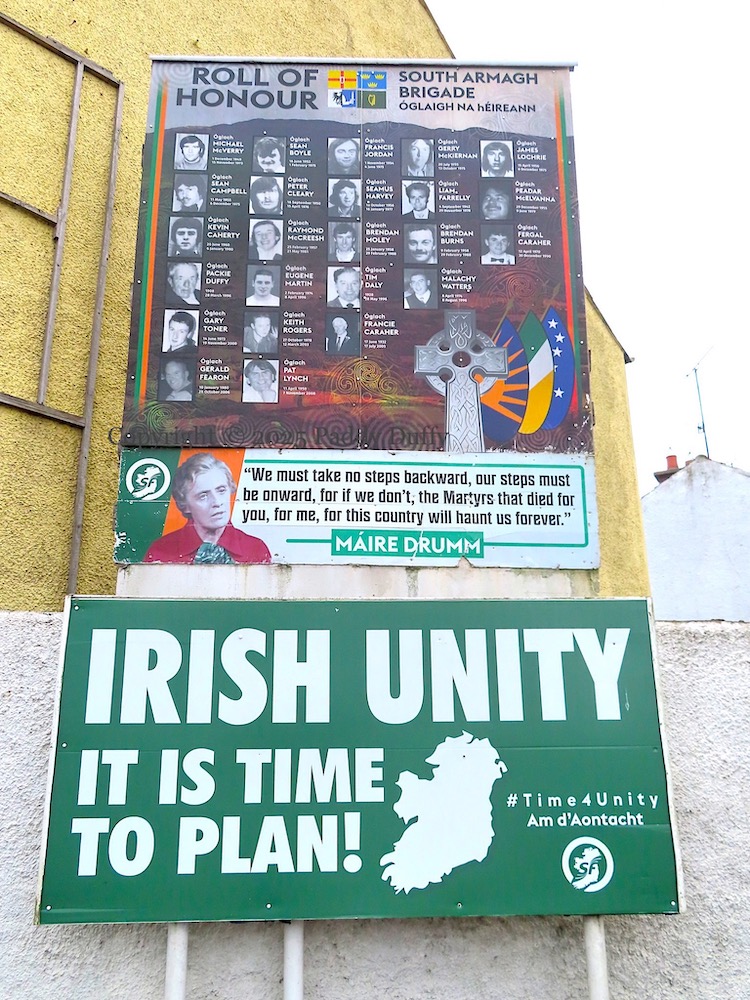 ROLL OF
HONOUR
SOUTH ARMAGH
BRIGADE
ÓGLAIGH NA hÉIREANN
Óglach
MICHAEL
McVERRY
Óglach
SEAN
BOYLE
Óglach
FRANCIS
JORDAN
Óglach
GERRY
McKIERNAN
Óglach
JAMES
LOCHRIE
Óglach
SEAN
CAMPBELL
Óglach
PETER
CLEARY
Óglach
SEAMUS
HARVEY
Óglach
LIAM
FARRELLY
Óglach
PEADAR
McELVANNA
Óglach
KEVIN
CAHERTY
Óglach
RAYMOND
McCREESH
Óglach
BRENDAN
MOLEY
Óglach
BRENDAN
BURNS
Óglach
FERGAL
CARAHER
Óglach
PACKIE
DUFFY
Óglach
EUGENE
MARTIN
Óglach
TIM
DALY
Óglach
MALACHY
WATTERS
Óglach
GARY
TONER
Óglach
KEITH
ROGERS
Óglach
FRANCIE
CARAHER
Óglach
GERALD
FEARON
Óglach
PAT
LYNCH
Copyright © 2025 Paddy Duffy
SF
"We must take no steps backward, our steps must
be onward, for if we don't, the Martyrs that died for
you, for me, for this country will haunt us forever."
MÁIRE DRUMM
IRISH UNITY
IT IS TIME
TO PLAN!
#Time4Unity
Am d'Aontacht
SF